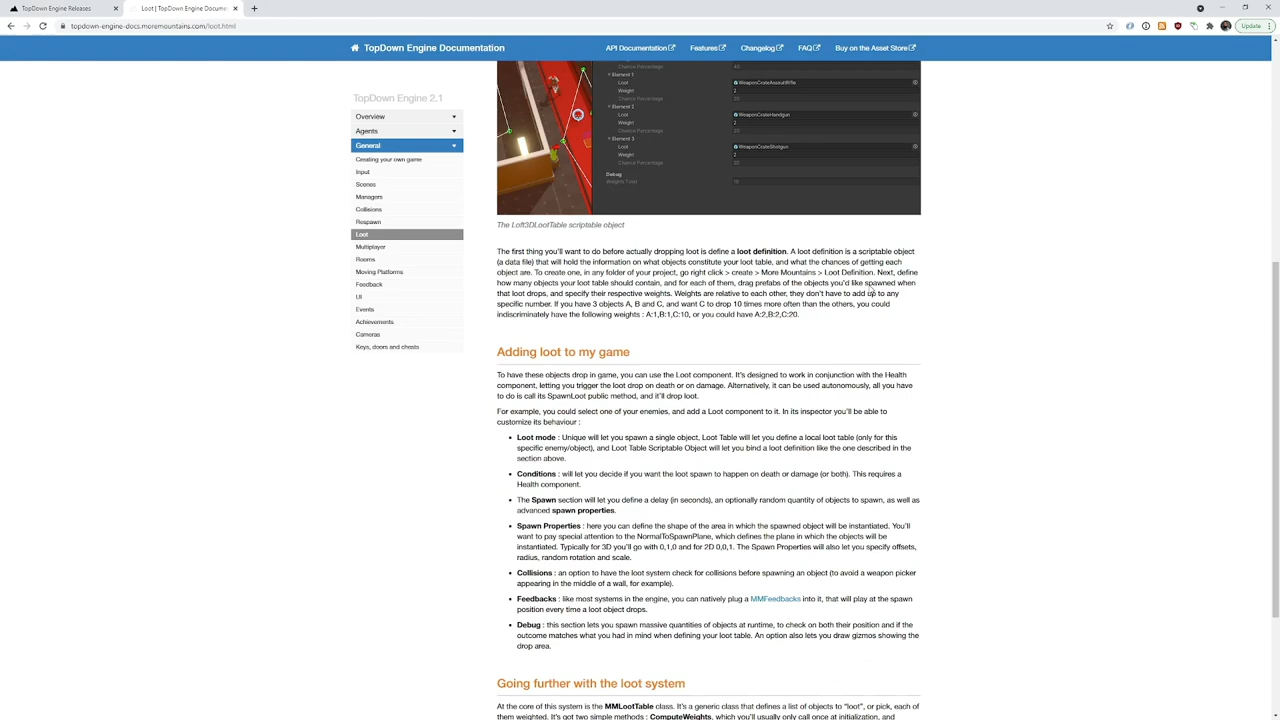 TopDown Engine Releases
Loot | TopDown Engine Docume
topdown-engine-docs.moremountains.com/loot.html
Update
TopDown Engine Documentation
API Documentation
Features
Changelog
FAQ
Buy on the Asset Store
TopDown Engine 2.1
Overview
Agents
General
Creating your own game
Input
Scenes
Managers
Collisions
Respawn
Loot
Multiplayer
Rooms
Moving Platforms
Feedback
UI
Events
Achievements
Cameras
Keys, doors and chests
Chance Percentage 40
Element 1
Loot WeaponCrateAssaultRifle
Weight 2
Chance Percentage 20
Element 2
Loot WeaponCrateHandgun
Weight 2
Chance Percentage 20
Element 3
Loot WeaponCrateShotgun
Weight 2
Chance Percentage 20
Debug
Weights Total 10
The Loft3DLootTable scriptable object
The first thing you'll want to do before actually dropping loot is define a loot definition. A loot definition is a scriptable object
(a data file) that will hold the information on what objects constitute your loot table, and what the chances of getting each
object are. To create one, in any folder of your project, go right click > create > More Mountains > Loot Definition. Next, define
how many objects your loot table should contain, and for each of them, drag prefabs of the objects you'd like spawned when
that loot drops, and specify their respective weights. Weights are relative to each other, they don't have to add up to any
specific number. If you have 3 objects A, B and C, and want C to drop 10 times more often than the others, you could
indiscriminately have the following weights : A:1,B:1,C:10, or you could have A:2,B:2,C:20.
Adding loot to my game
To have these objects drop in game, you can use the Loot component. It's designed to work in conjunction with the Health
component, letting you trigger the loot drop on death or on damage. Alternatively, it can be used autonomously, all you have
to do is call its SpawnLoot public method, and it'll drop loot.
For example, you could select one of your enemies, and add a Loot component to it. In its inspector you'll be able to
customize its behaviour :
• Loot mode : Unique will let you spawn a single object, Loot Table will let you define a local loot table (only for this
specific enemy/object), and Loot Table Scriptable Object will let you bind a loot definition like the one described in the
section above.
• Conditions : will let you decide if you want the loot spawn to happen on death or damage (or both). This requires a
Health component.
• The Spawn section will let you define a delay (in seconds), an optionally random quantity of objects to spawn, as well as
advanced spawn properties.
• Spawn Properties : here you can define the shape of the area in which the spawned object will be instantiated. You'll
want to pay special attention to the NormalToSpawnPlane, which defines the plane in which the objects will be
instantiated. Typically for 3D you'll go with 0,1,0 and for 2D 0,0,1. The Spawn Properties will also let you specify offsets,
radius, random rotation and scale.
• Collisions : an option to have the loot system check for collisions before spawning an object (to avoid a weapon picker
appearing in the middle of a wall, for example).
• Feedbacks : like most systems in the engine, you can natively plug a MMFeedbacks into it, that will play at the spawn
position every time a loot object drops.
• Debug : this section lets you spawn massive quantities of objects at runtime, to check on both their position and if the
outcome matches what you had in mind when defining your loot table. An option also lets you draw gizmos showing the
drop area.
Going further with the loot system
At the core of this system is the MMLootTable class. It's a generic class that defines a list of objects to "loot", or pick, each of
them weighted. It's got two simple methods : ComputeWeights, which you'll usually only call once at initialization, and